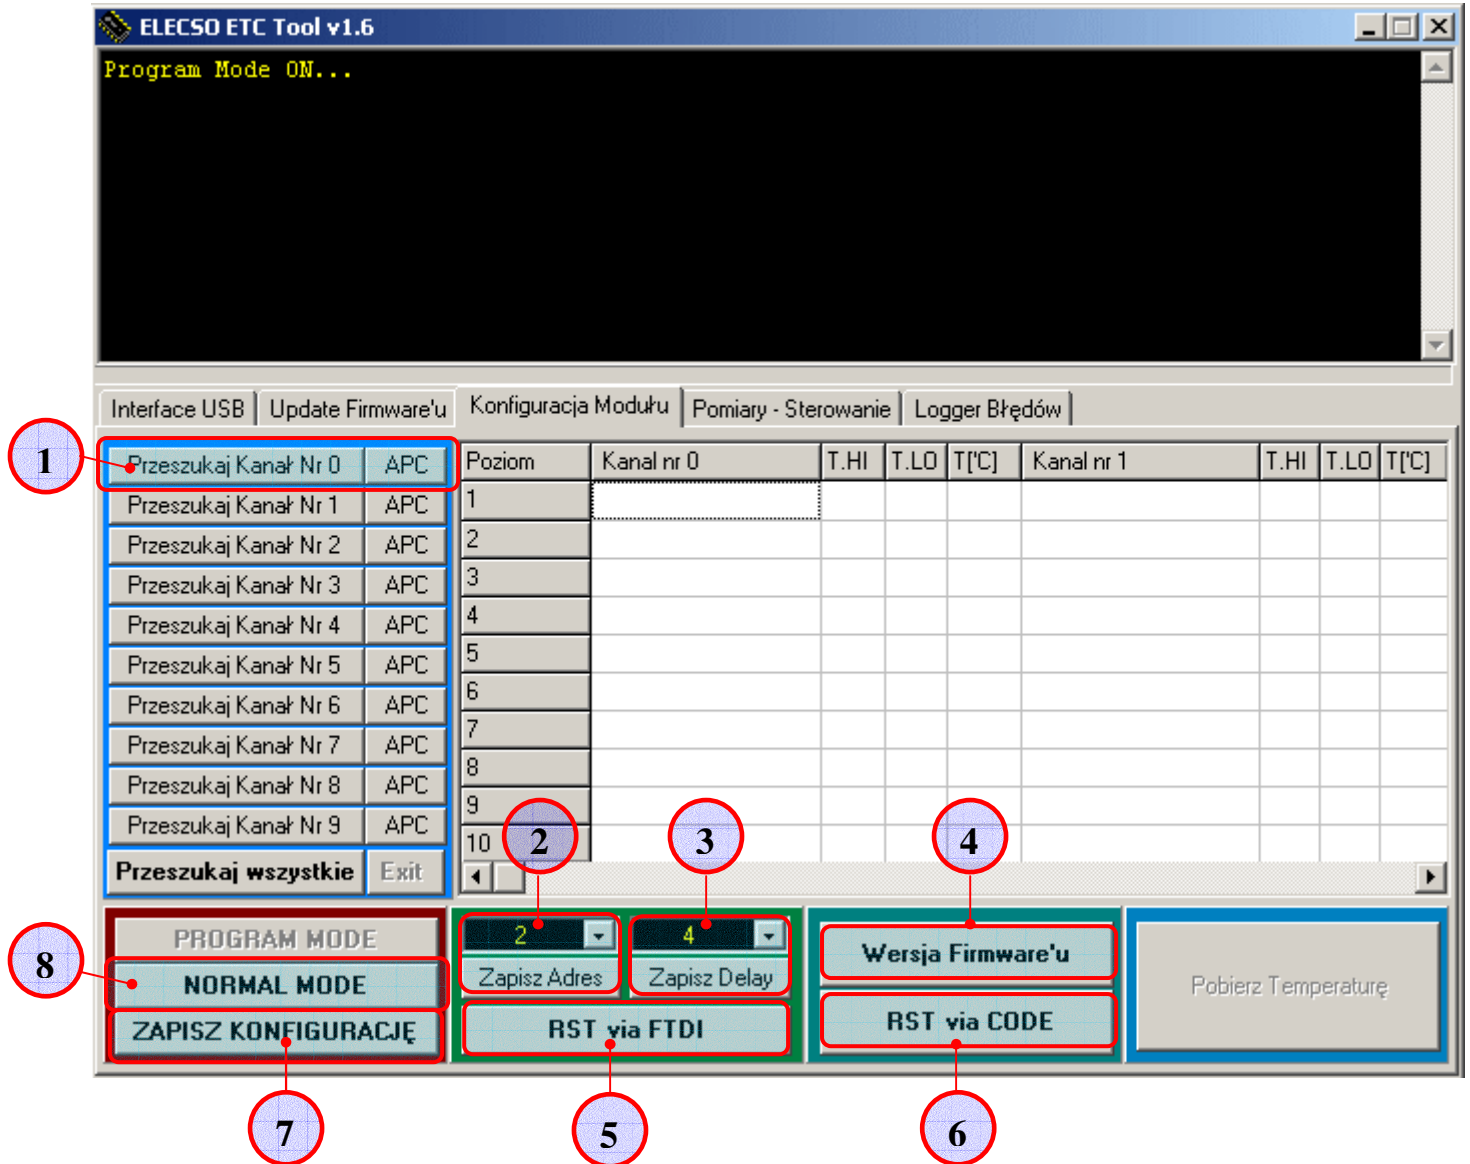 ELECSO ETC Tool v1.6
Program Mode ON...
Interface USB Update Firmware'u Konfiguracja Modułu Pomiary - Sterowanie Logger Błędów
1
Przeszukaj Kanał Nr 0 APC
Przeszukaj Kanał Nr 1 APC
Przeszukaj Kanał Nr 2 APC
Przeszukaj Kanał Nr 3 APC
Przeszukaj Kanał Nr 4 APC
Przeszukaj Kanał Nr 5 APC
Przeszukaj Kanał Nr 6 APC
Przeszukaj Kanał Nr 7 APC
Przeszukaj Kanał Nr 8 APC
Przeszukaj Kanał Nr 9 APC
Przeszukaj wszystkie Exit
Poziom Kanal nr 0 T.HI T.LO T['C] Kanal nr 1 T.HI T.LO T['C]
1
2
3
4
5
6
7
8
9
10
2 3 4
PROGRAM MODE
8
NORMAL MODE
ZAPISZ KONFIGURACJĘ
2 4
Zapisz Adres Zapisz Delay
RST via FTDI
Wersja Firmware'u
RST via CODE
Pobierz Temperaturę
7 5 6